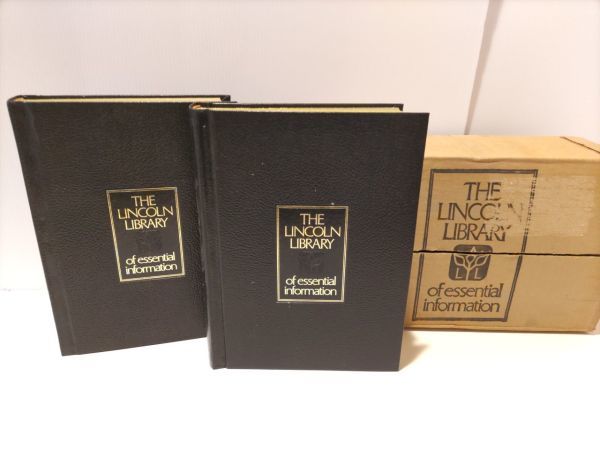 THE
LINCOLN
LIBRARY
of essential
information
THE
LINCOLN
LIBRARY
of essential
information
THE
LINCOLN
LIBRARY
L L
of essential
information